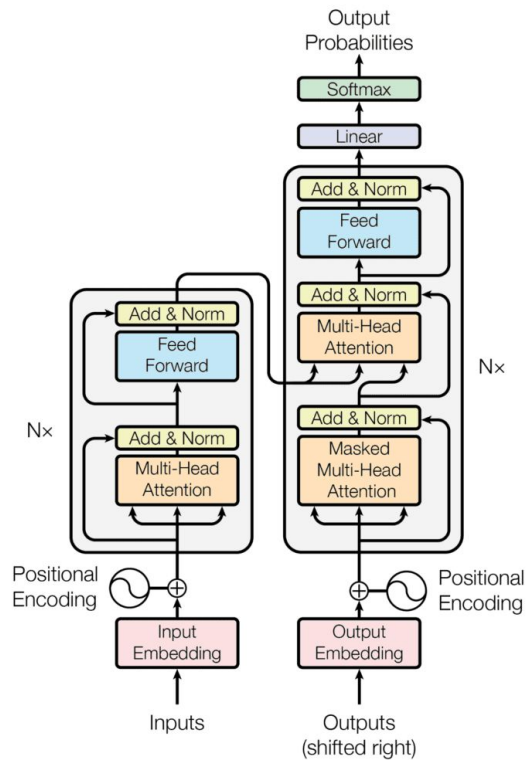 Output
Probabilities
Softmax
Linear
Add & Norm
Feed
Forward
Add & Norm
Multi-Head
Attention
Add & Norm
Masked
Multi-Head
Attention
N×
Add & Norm
Feed
Forward
Add & Norm
Multi-Head
Attention
N×
Positional
Encoding
Positional
Encoding
Input
Embedding
Output
Embedding
Inputs
Outputs
(shifted right)